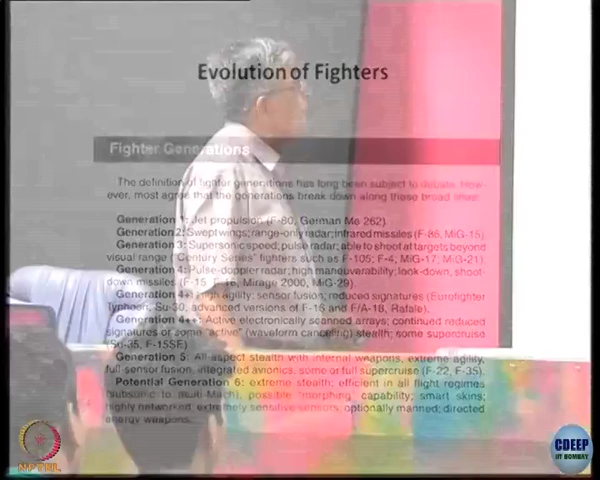 Evolution of Fighters
Fighter Generations
The definition of fighter generations has long been subject to debate. How-
ever, most agree that the generations break down along these broad lines:
Generation 1: Jet propulsion (F-80, German Me 262).
Generation 2: Swept wings; range-only radar; infrared missiles (F-86, MiG-15).
Generation 3: Supersonic speed; pulse radar; able to shoot at targets beyond
visual range ("Century Series" fighters such as F-105; F-4, MiG-17, MiG-21).
Generation 4: Pulse-doppler radar; high maneuverability; look-down, shoot-
down missiles (F-15, F-16, Mirage 2000, MiG-29).
Generation agility; sensor fusion; reduced signatures (Eurofighter
Typhoon, Su-30, advanced versions of F-16 and F/A-18, Rafale).
Generation 4++: Active electronically scanned arrays; continued reduced
signatures or some "active" (waveform canceling) stealth; some supercruise
(Su-35, F-15SE).
Generation 5: All-aspect stealth with internal weapons, extreme agility,
full-sensor fusion, integrated avionics, some or full supercruise (F-22, F-35).
Potential Generation 6: extreme stealth; efficient in all flight regimes
(subsonic to multi-Mach), possible "morphing" capability; smart skins;
highly networked; extremely sensitive sensors; optionally manned; directed
energy weapons.
NPTEL
CDEEP
IIT BOMBAY